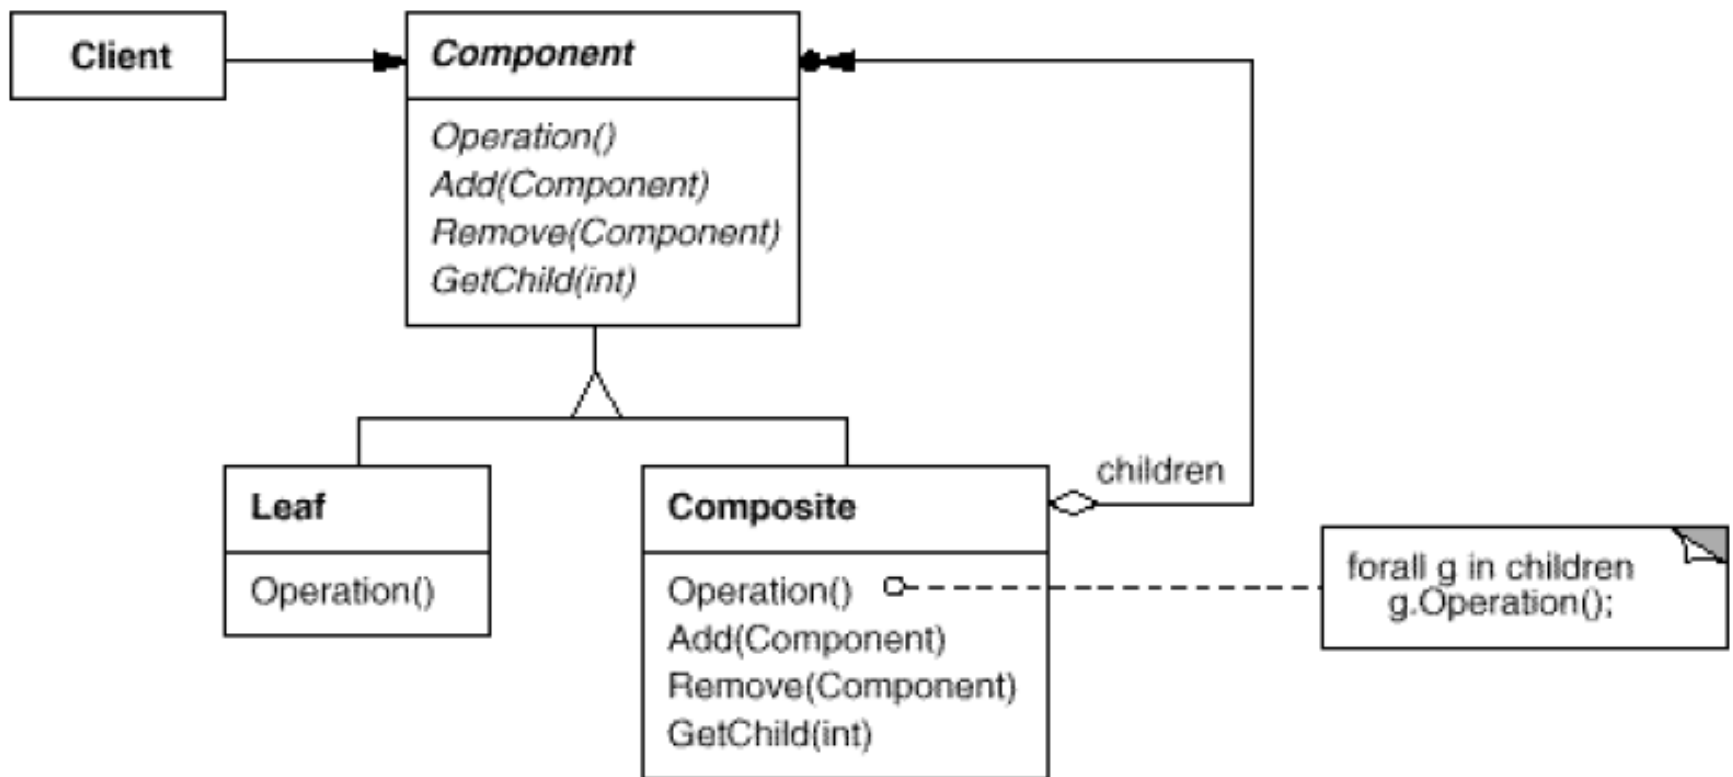 Client
Component
Operation()
Add(Component)
Remove(Component)
GetChild(int)
children
Leaf
Operation()
Composite
Operation()
Add(Component)
Remove(Component)
GetChild(int)
forall g in children
g.Operation();